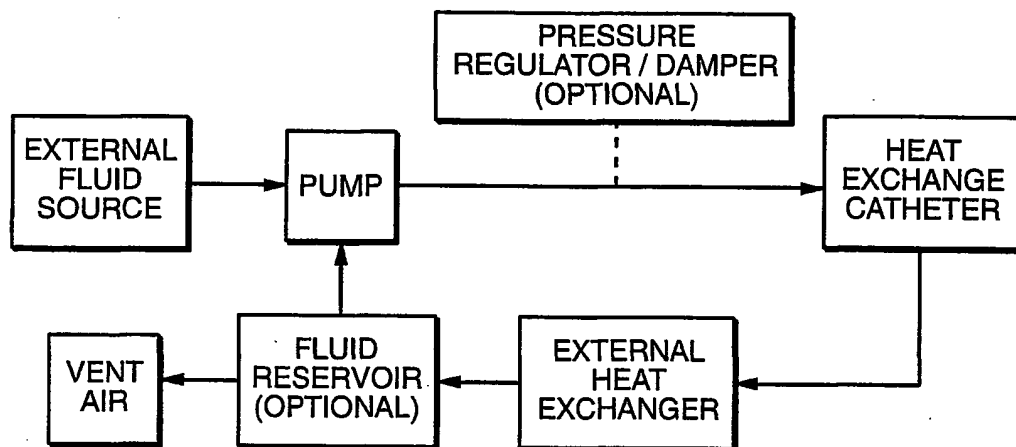 PRESSURE
REGULATOR / DAMPER
(OPTIONAL)
EXTERNAL
FLUID
SOURCE
PUMP
HEAT
EXCHANGE
CATHETER
VENT
AIR
FLUID
RESERVOIR
(OPTIONAL)
EXTERNAL
HEAT
EXCHANGER